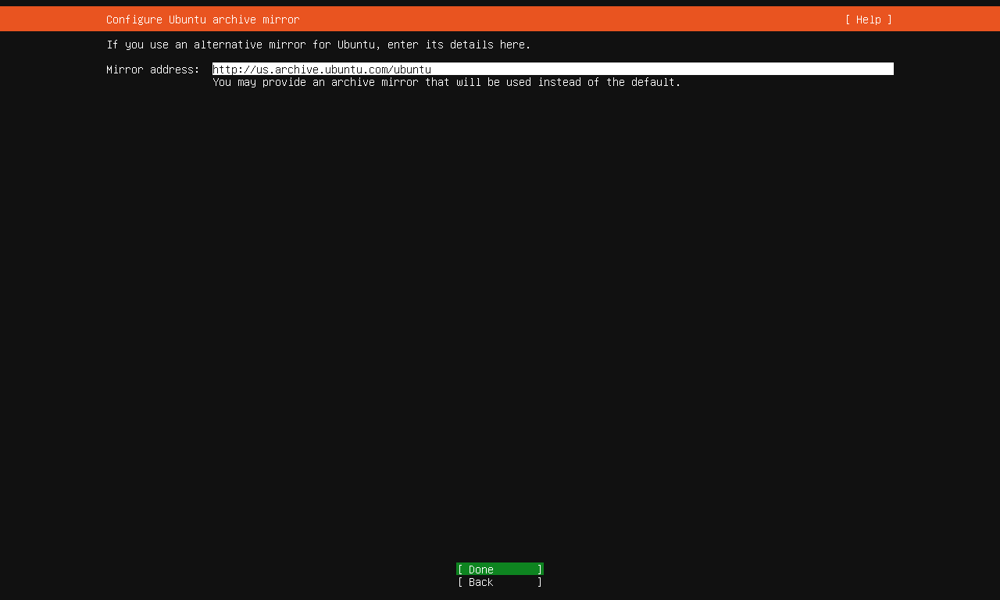 Configure Ubuntu archive mirror [ Help ]
If you use an alternative mirror for Ubuntu, enter its details here.
Mirror address: http://us.archive.ubuntu.com/ubuntu
You may provide an archive mirror that will be used instead of the default.
[ Done ]
[ Back ]